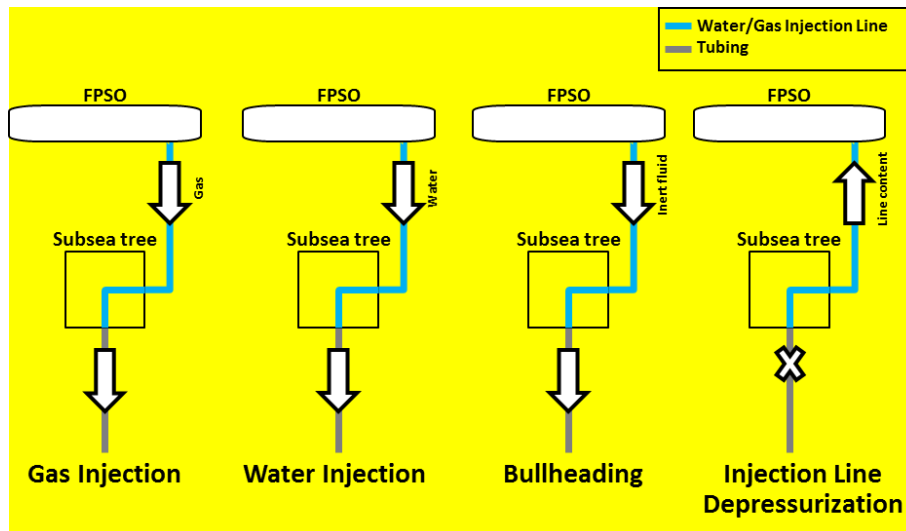 Water/Gas Injection Line
Tubing
FPSO
FPSO
FPSO
FPSO
Gas
Water
Inert fluid
Line content
Subsea tree
Subsea tree
Subsea tree
Subsea tree
Gas Injection
Water Injection
Bullheading
Injection Line
Depressurization